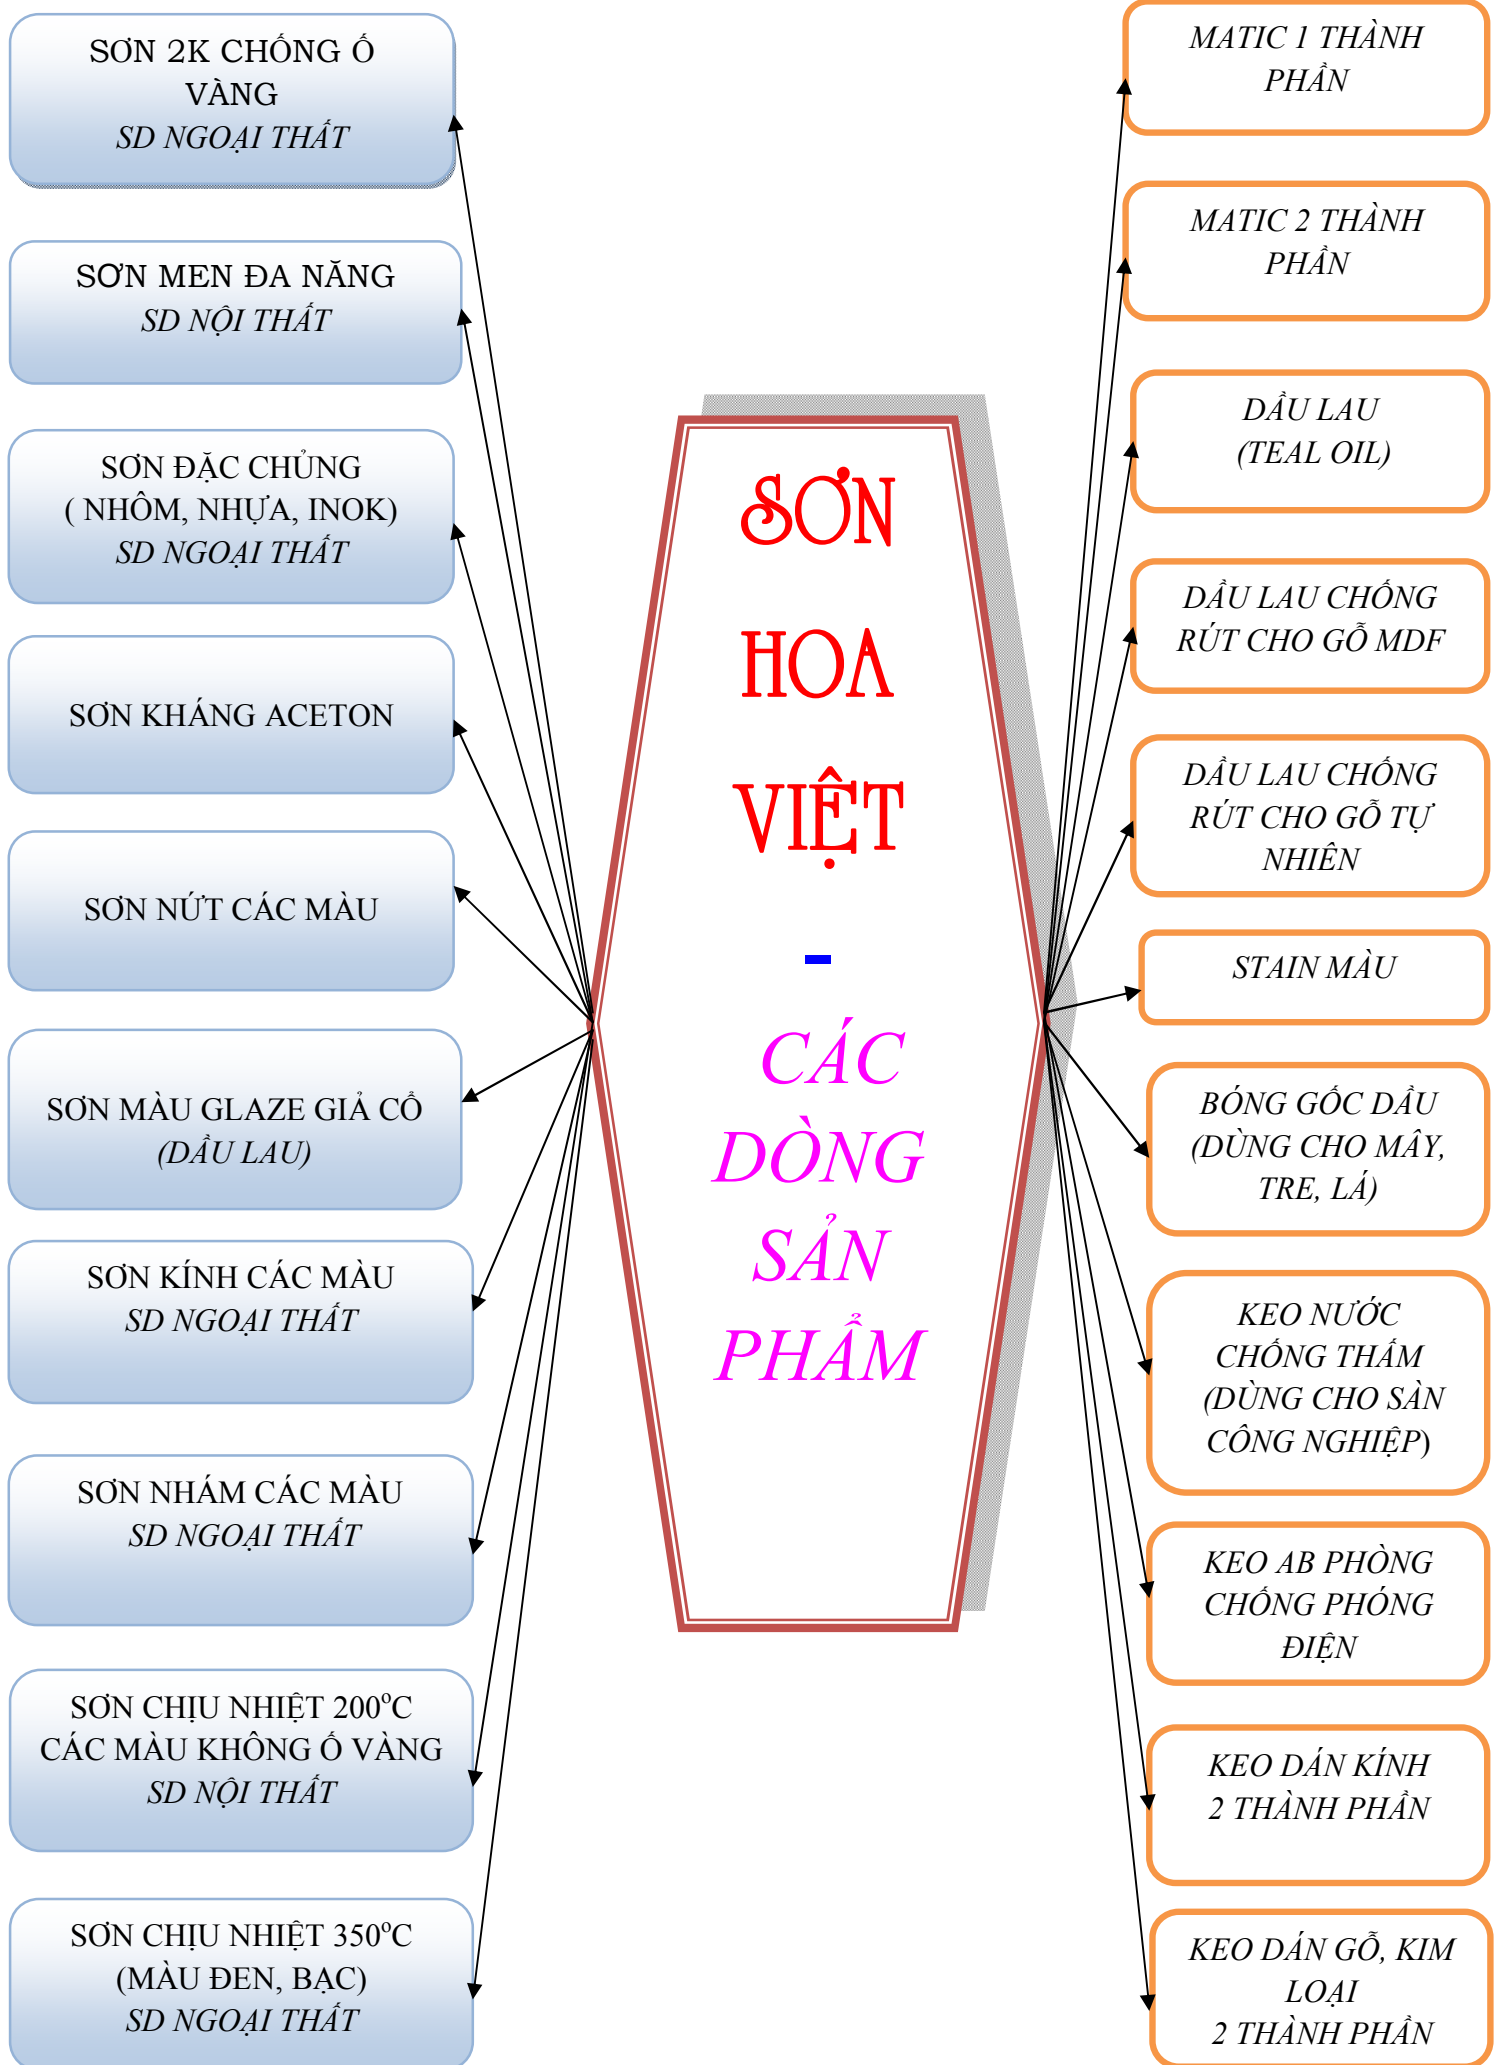 SƠN 2K CHỐNG Ố
VÀNG
SD NGOẠI THẤT
SƠN MEN ĐA NĂNG
SD NỘI THẤT
SƠN ĐẶC CHỦNG
( NHÔM, NHỰA, INOK)
SD NGOẠI THẤT
SƠN KHÁNG ACETON
SƠN NỨT CÁC MÀU
SƠN MÀU GLAZE GIẢ CỔ
(DẦU LAU)
SƠN KÍNH CÁC MÀU
SD NGOẠI THẤT
SƠN NHÁM CÁC MÀU
SD NGOẠI THẤT
SƠN CHỊU NHIỆT 200°C
CÁC MÀU KHÔNG Ố VÀNG
SD NỘI THẤT
SƠN CHỊU NHIỆT 350°C
(MÀU ĐEN, BẠC)
SD NGOẠI THẤT
SƠN
HOA
VIỆT
-
CÁC
DÒNG
SẢN
PHẨM
MATIC 1 THÀNH
PHẦN
MATIC 2 THÀNH
PHẦN
DẦU LAU
(TEAL OIL)
DẦU LAU CHỐNG
RÚT CHO GỖ MDF
DẦU LAU CHỐNG
RÚT CHO GỖ TỰ
NHIÊN
STAIN MÀU
BÓNG GỐC DẦU
(DÙNG CHO MÂY,
TRE, LÁ)
KEO NƯỚC
CHỐNG THẤM
(DÙNG CHO SÀN
CÔNG NGHIỆP)
KEO AB PHÒNG
CHỐNG PHÓNG
ĐIỆN
KEO DÁN KÍNH
2 THÀNH PHẦN
KEO DÁN GỖ, KIM
LOẠI
2 THÀNH PHẦN